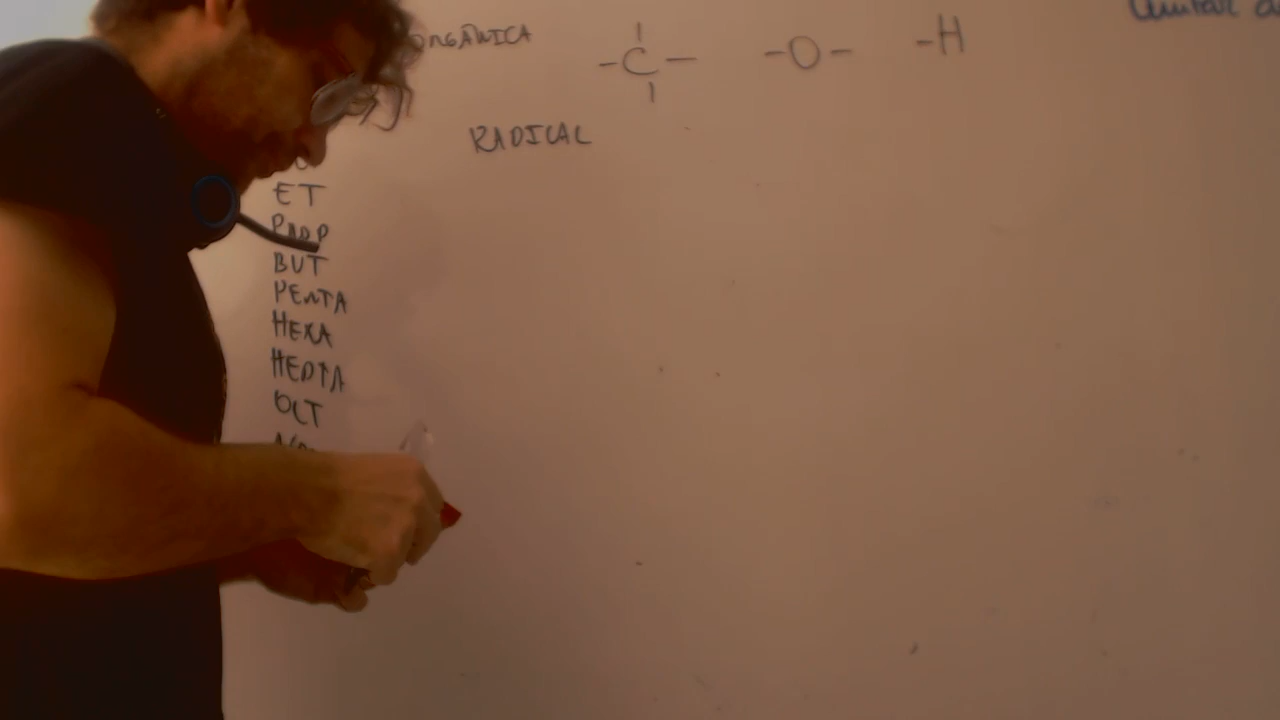 ORGÂNICA -C- -O- -H
RADICAL
ET
PROP
BUT
PENTA
HEXA
HEPTA
OCT